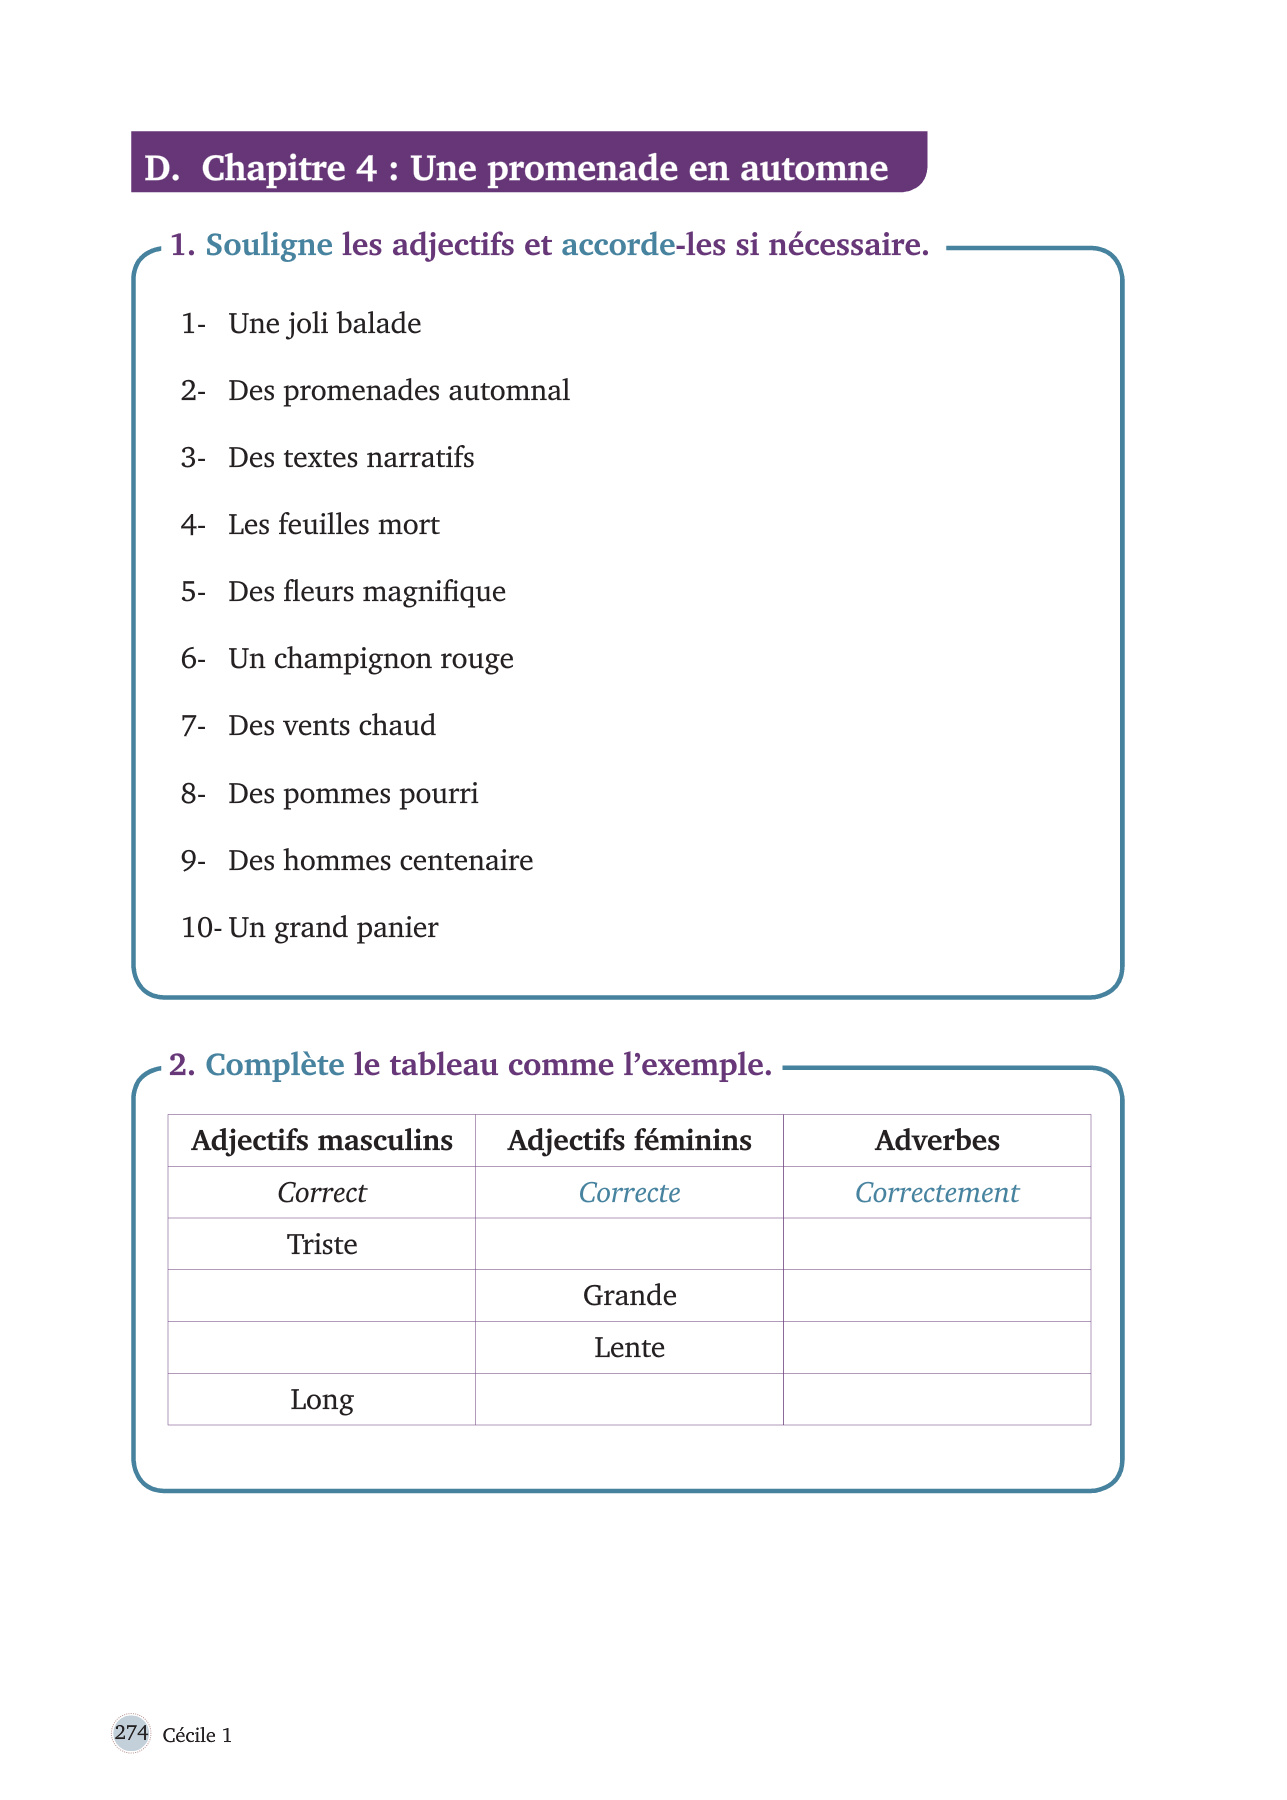 D. Chapitre 4 : Une promenade en automne
1. Souligne les adjectifs et accorde-les si nécessaire.
1- Une joli balade
2- Des promenades automnal
3- Des textes narratifs
4- Les feuilles mort
5- Des fleurs magnifique
6- Un champignon rouge
7- Des vents chaud
8- Des pommes pourri
9- Des hommes centenaire
10- Un grand panier
2. Complète le tableau comme l’exemple.
Adjectifs masculins Adjectifs féminins Adverbes
Correct Correcte Correctement
Triste
Grande
Lente
Long
274 Cécile 1